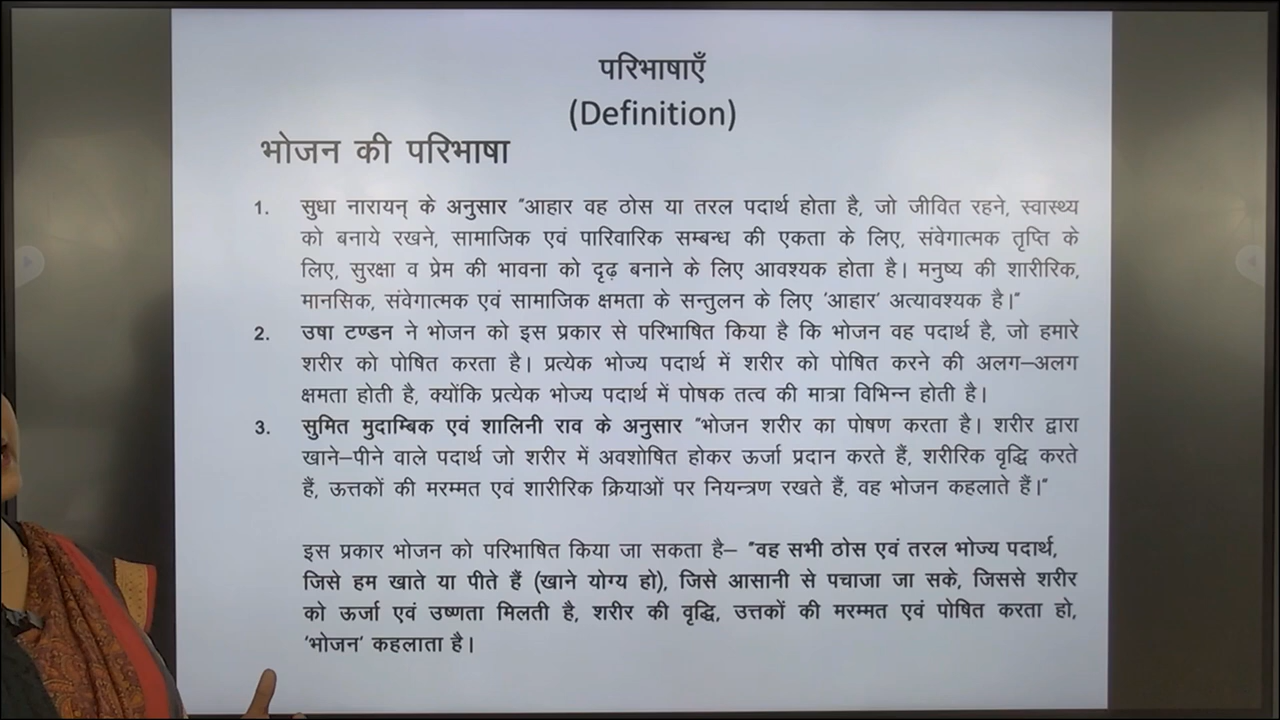 परिभाषाएँ
(Definition)
भोजन की परिभाषा
1. सुधा नारायन् के अनुसार "आहार वह ठोस या तरल पदार्थ होता है, जो जीवित रहने, स्वास्थ्य
को बनाये रखने, सामाजिक एवं पारिवारिक सम्बन्ध की एकता के लिए, संवेगात्मक तृप्ति के
लिए, सुरक्षा व प्रेम की भावना को दृढ़ बनाने के लिए आवश्यक होता है। मनुष्य की शारीरिक,
मानसिक, संवेगात्मक एवं सामाजिक क्षमता के सन्तुलन के लिए 'आहार' अत्यावश्यक है।"
2. उषा टण्डन ने भोजन को इस प्रकार से परिभाषित किया है कि भोजन वह पदार्थ है, जो हमारे
शरीर को पोषित करता है। प्रत्येक भोज्य पदार्थ में शरीर को पोषित करने की अलग–अलग
क्षमता होती है, क्योंकि प्रत्येक भोज्य पदार्थ में पोषक तत्व की मात्रा विभिन्न होती है।
3. सुमित मुदाम्बिक एवं शालिनी राव के अनुसार "भोजन शरीर का पोषण करता है। शरीर द्वारा
खाने–पीने वाले पदार्थ जो शरीर में अवशोषित होकर ऊर्जा प्रदान करते हैं, शरीरिक वृद्धि करते
हैं, ऊत्तकों की मरम्मत एवं शारीरिक क्रियाओं पर नियन्त्रण रखते हैं, वह भोजन कहलाते हैं।"
इस प्रकार भोजन को परिभाषित किया जा सकता है– "वह सभी ठोस एवं तरल भोज्य पदार्थ,
जिसे हम खाते या पीते हैं (खाने योग्य हो), जिसे आसानी से पचाजा जा सके, जिससे शरीर
को ऊर्जा एवं उष्णता मिलती है, शरीर की वृद्धि, उत्तकों की मरम्मत एवं पोषित करता हो,
'भोजन' कहलाता है।